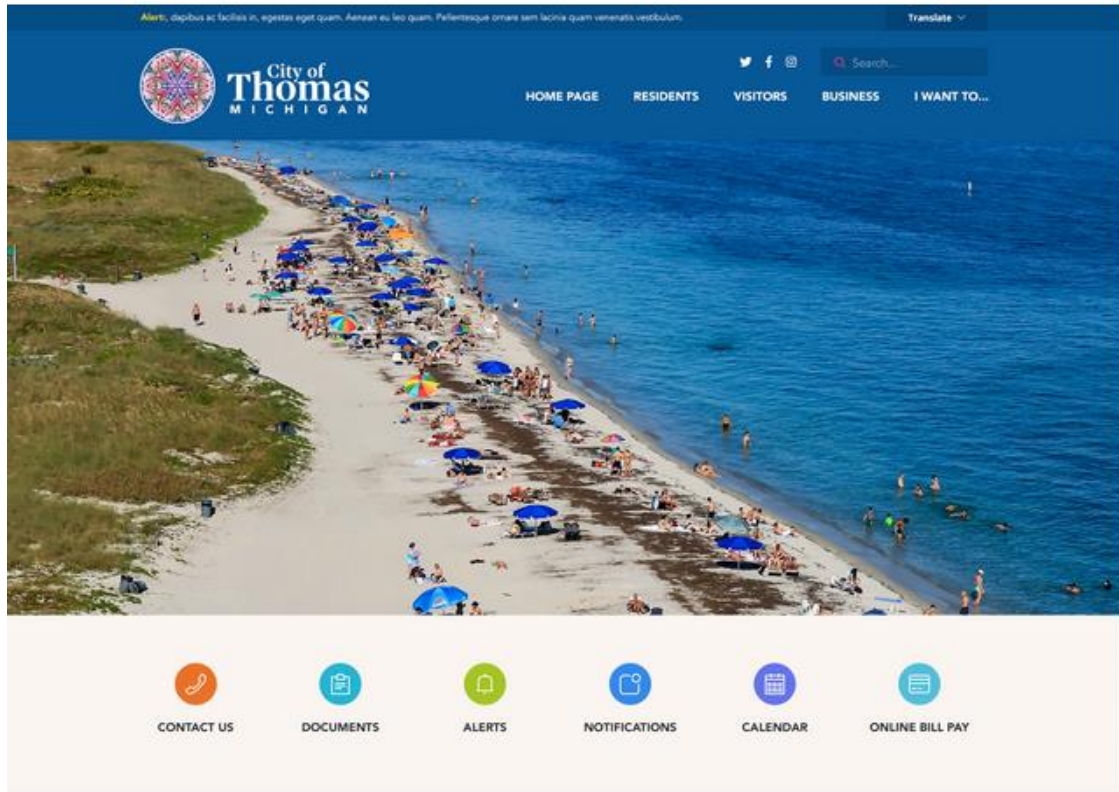 Alert:, dapibus ac facilisis in, egestas eget quam. Aenean eu leo quam. Pellentesque ornare sem lacinia quam venenatis vestibulum.
Translate
City of
Thomas
MICHIGAN
Search...
HOME PAGE RESIDENTS VISITORS BUSINESS I WANT TO...
CONTACT US DOCUMENTS ALERTS NOTIFICATIONS CALENDAR ONLINE BILL PAY